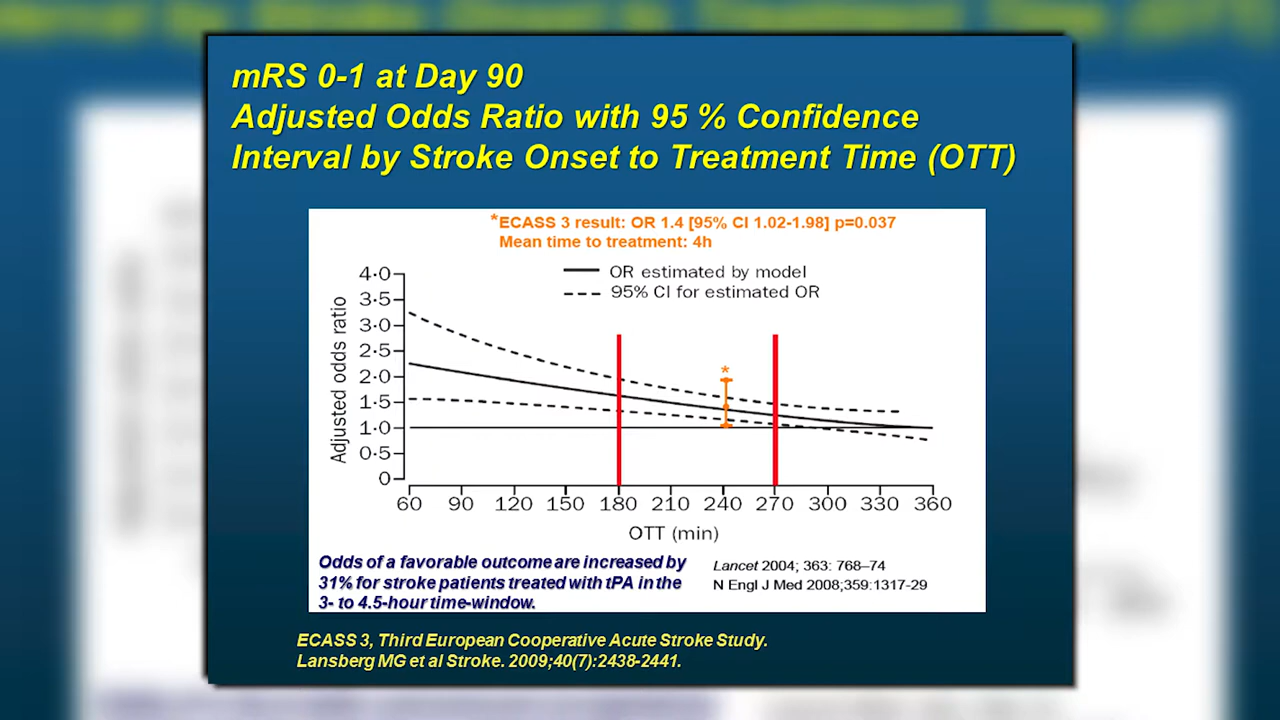 mRS 0-1 at Day 90
Adjusted Odds Ratio with 95 % Confidence
Interval by Stroke Onset to Treatment Time (OTT)
*ECASS 3 result: OR 1.4 [95% CI 1.02-1.98] p=0.037
Mean time to treatment: 4h
OR estimated by model
95% CI for estimated OR
Adjusted odds ratio
4·0
3·5
3·0
2·5
2·0
1·5
1·0
0·5
0
*
60 90 120 150 180 210 240 270 300 330 360
OTT (min)
Odds of a favorable outcome are increased by
31% for stroke patients treated with tPA in the
3- to 4.5-hour time-window.
Lancet 2004; 363: 768–74
N Engl J Med 2008;359:1317-29
ECASS 3, Third European Cooperative Acute Stroke Study.
Lansberg MG et al Stroke. 2009;40(7):2438-2441.